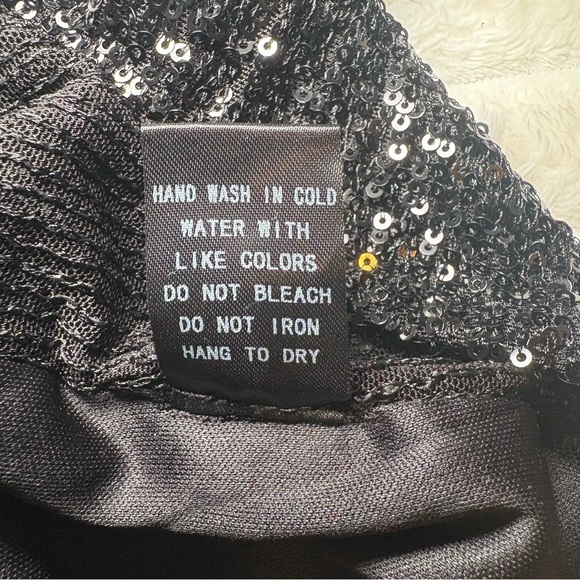 HAND WASH IN COLD
WATER WITH
LIKE COLORS
DO NOT BLEACH
DO NOT IRON
HANG TO DRY